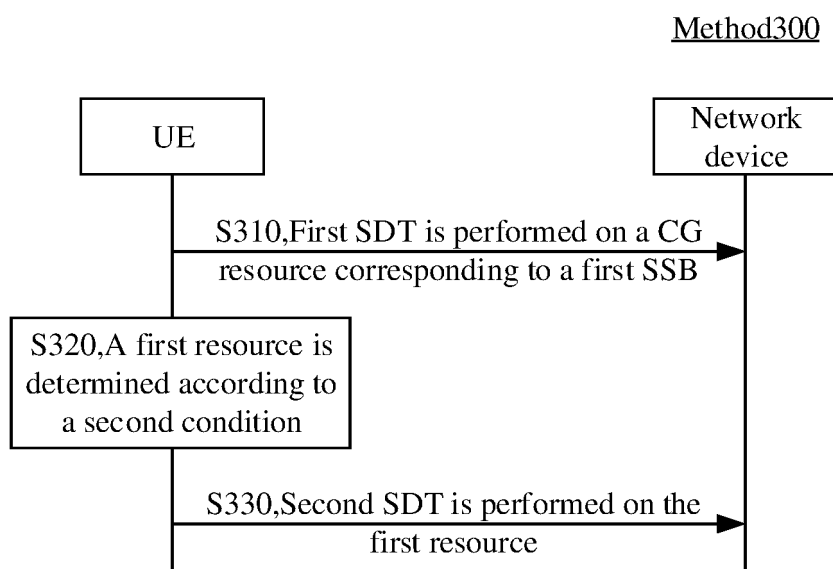 Method300
UE
Network
device
S310,First SDT is performed on a CG
resource corresponding to a first SSB
S320,A first resource is
determined according to
a second condition
S330,Second SDT is performed on the
first resource